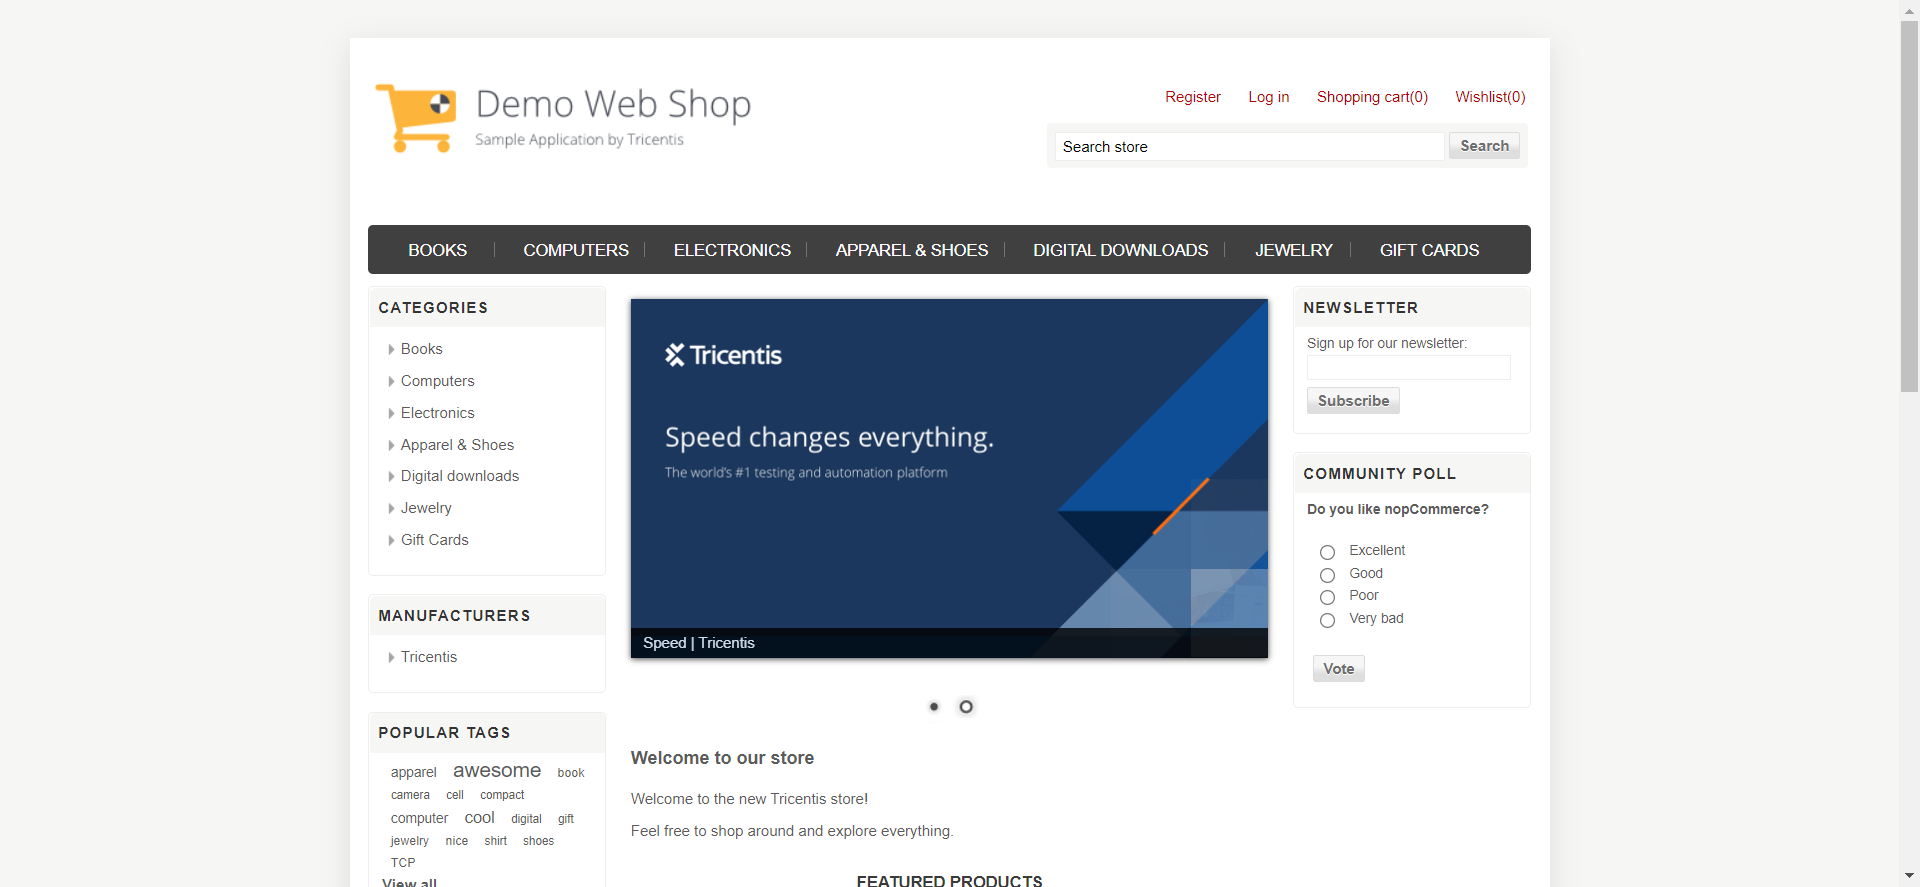 Demo Web Shop
Sample Application by Tricentis
Register Log in Shopping cart(0) Wishlist(0)
Search store Search
BOOKS COMPUTERS ELECTRONICS APPAREL & SHOES DIGITAL DOWNLOADS JEWELRY GIFT CARDS
CATEGORIES
Books
Computers
Electronics
Apparel & Shoes
Digital downloads
Jewelry
Gift Cards
MANUFACTURERS
Tricentis
POPULAR TAGS
apparel awesome book
camera cell compact
computer cool digital gift
jewelry nice shirt shoes
TCP
View all
Tricentis
Speed changes everything.
The world's #1 testing and automation platform
Speed | Tricentis
Welcome to our store
Welcome to the new Tricentis store!
Feel free to shop around and explore everything.
FEATURED PRODUCTS
NEWSLETTER
Sign up for our newsletter:
Subscribe
COMMUNITY POLL
Do you like nopCommerce?
Excellent
Good
Poor
Very bad
Vote